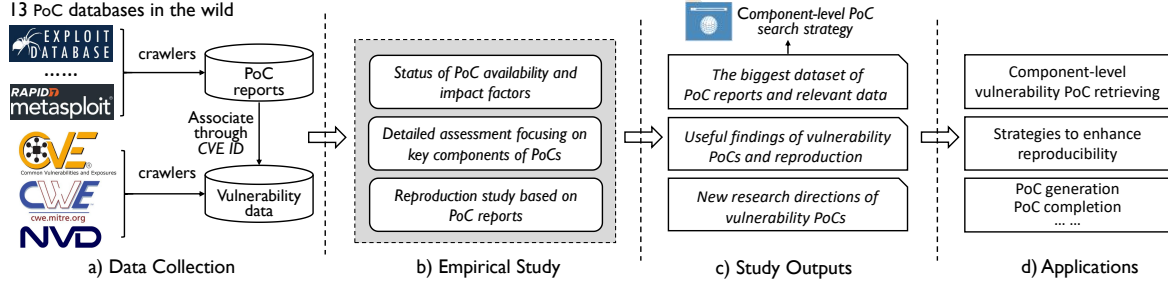 13 PoC databases in the wild
EXPLOIT
DATABASE
......
RAPID7
metasploit
crawlers
PoC
reports
Associate
through
CVE ID
CVE
Common Vulnerabilities and Exposures
CWE
cwe.mitre.org
NVD
crawlers
Vulnerability
data
a) Data Collection
Status of PoC availability and
impact factors
Detailed assessment focusing on
key components of PoCs
Reproduction study based on
PoC reports
b) Empirical Study
Component-level PoC
search strategy
The biggest dataset of
PoC reports and relevant data
Useful findings of vulnerability
PoCs and reproduction
New research directions of
vulnerability PoCs
c) Study Outputs
Component-level
vulnerability PoC retrieving
Strategies to enhance
reproducibility
PoC generation
PoC completion
... ...
d) Applications